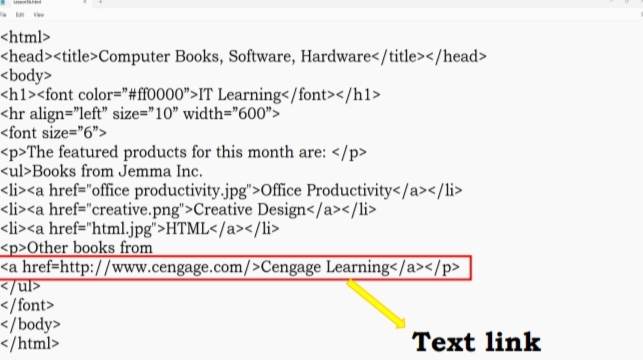 File Edit View
<html>
<head><title>Computer Books, Software, Hardware</title></head>
<body>
<h1><font color=”#ff0000”>IT Learning</font></h1>
<hr align=”left” size=”10” width=”600”>
<font size=”6”>
<p>The featured products for this month are: </p>
<ul>Books from Jemma Inc.
<li><a href="office productivity.jpg">Office Productivity</a></li>
<li><a href="creative.png">Creative Design</a></li>
<li><a href="html.jpg">HTML</a></li>
<p>Other books from
<a href=http://www.cengage.com/>Cengage Learning</a></p>
</ul>
</font>
</body>
</html>
Text link